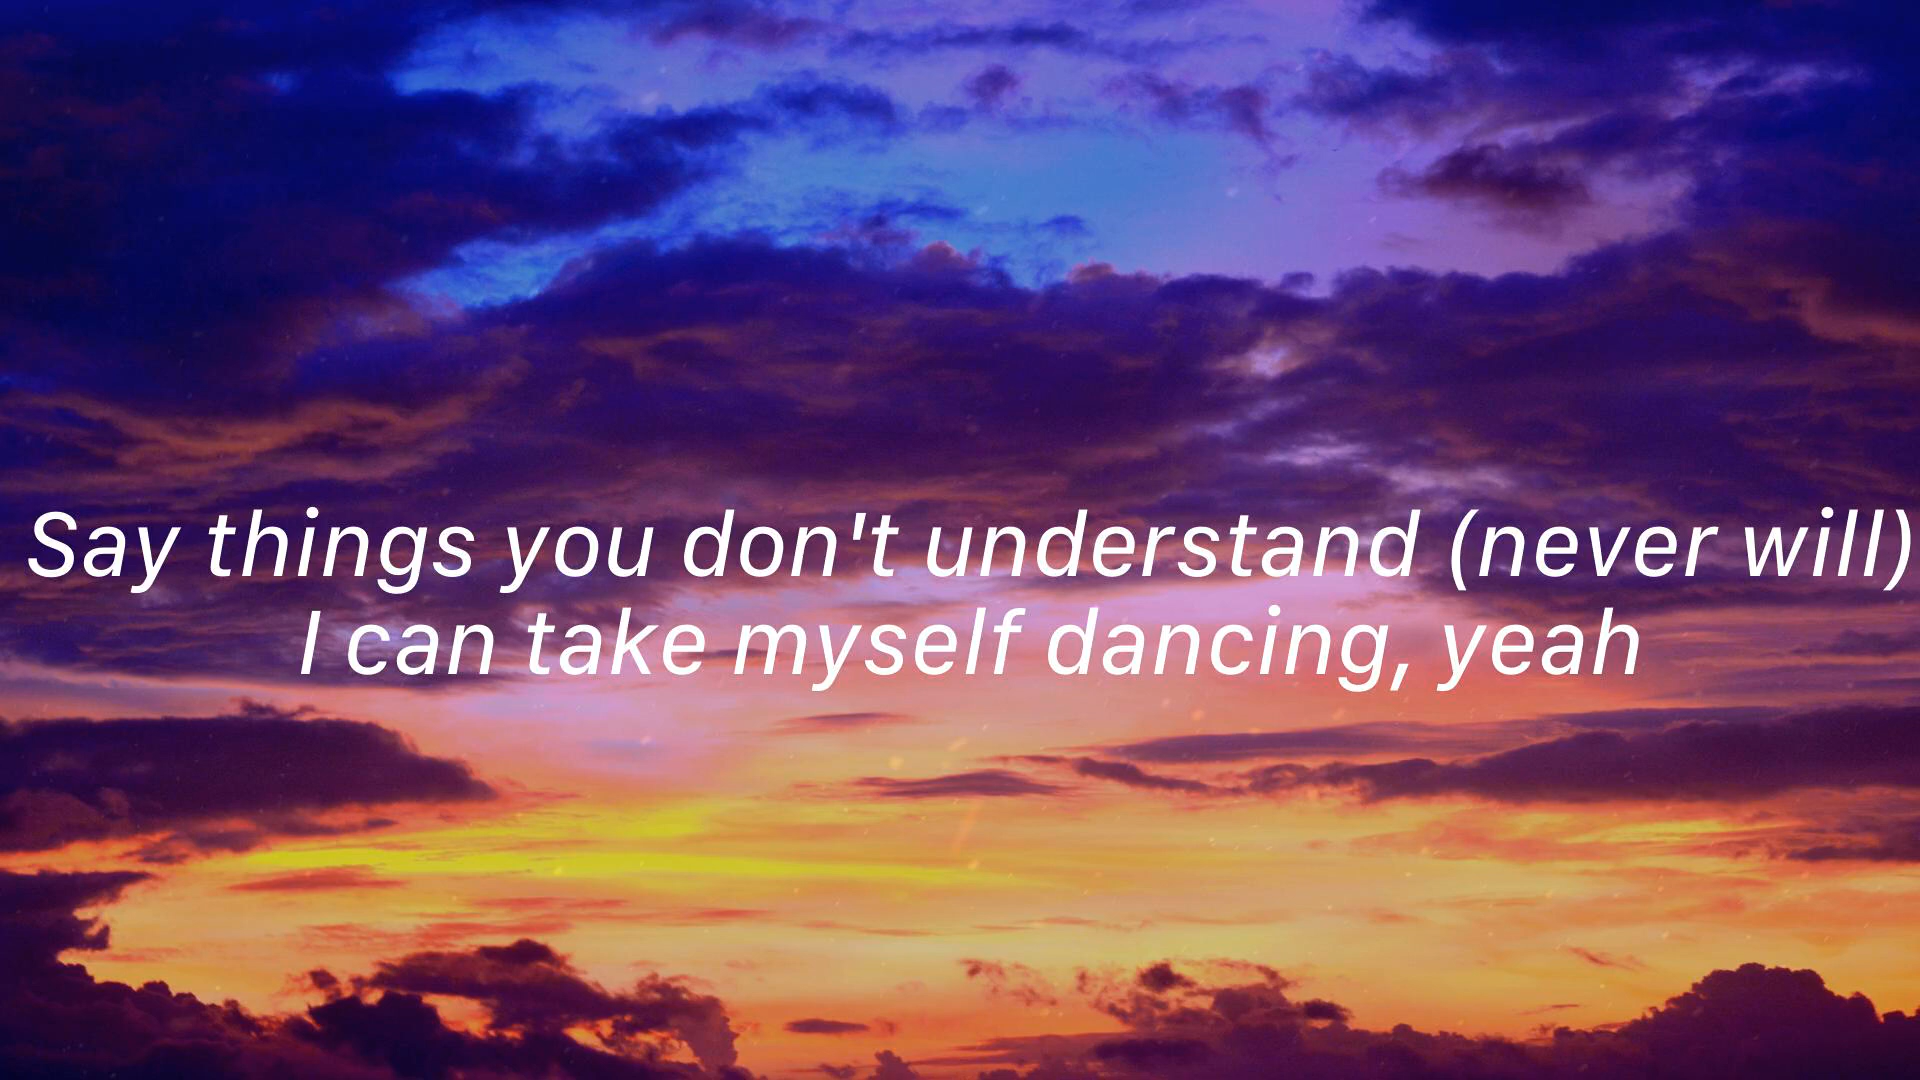 Say things you don't understand (never will)
I can take myself dancing, yeah